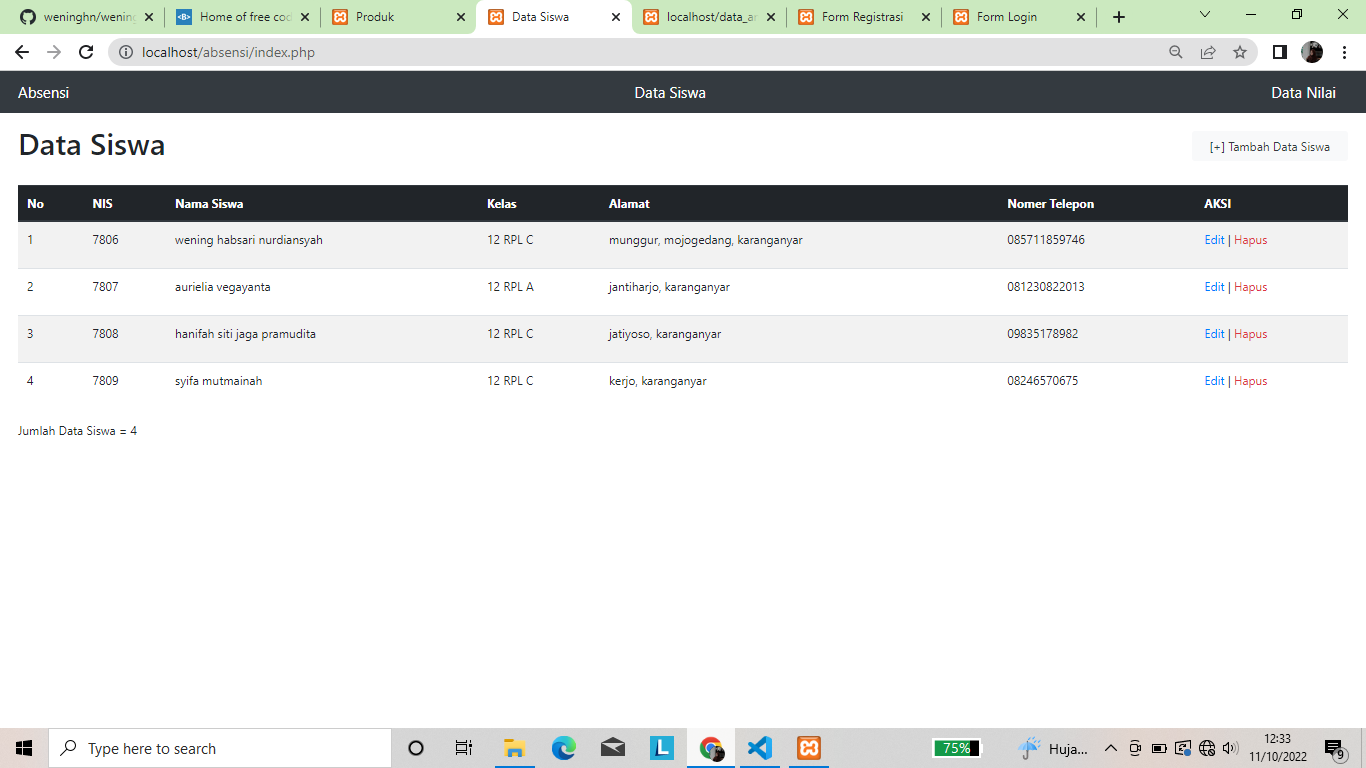 weninghn/wening
Home of free cod
Produk
Data Siswa
localhost/data_a
Form Registrasi
Form Login
localhost/absensi/index.php
Absensi Data Siswa Data Nilai
Data Siswa
[+] Tambah Data Siswa
No NIS Nama Siswa Kelas Alamat Nomer Telepon AKSI
1 7806 wening habsari nurdiansyah 12 RPL C munggur, mojogedang, karanganyar 085711859746 Edit | Hapus
2 7807 aurielia vegayanta 12 RPL A jantiharjo, karanganyar 081230822013 Edit | Hapus
3 7808 hanifah siti jaga pramudita 12 RPL C jatiyoso, karanganyar 09835178982 Edit | Hapus
4 7809 syifa mutmainah 12 RPL C kerjo, karanganyar 08246570675 Edit | Hapus
Jumlah Data Siswa = 4
Type here to search
L
75%
Huja...
12:33
11/10/2022
9